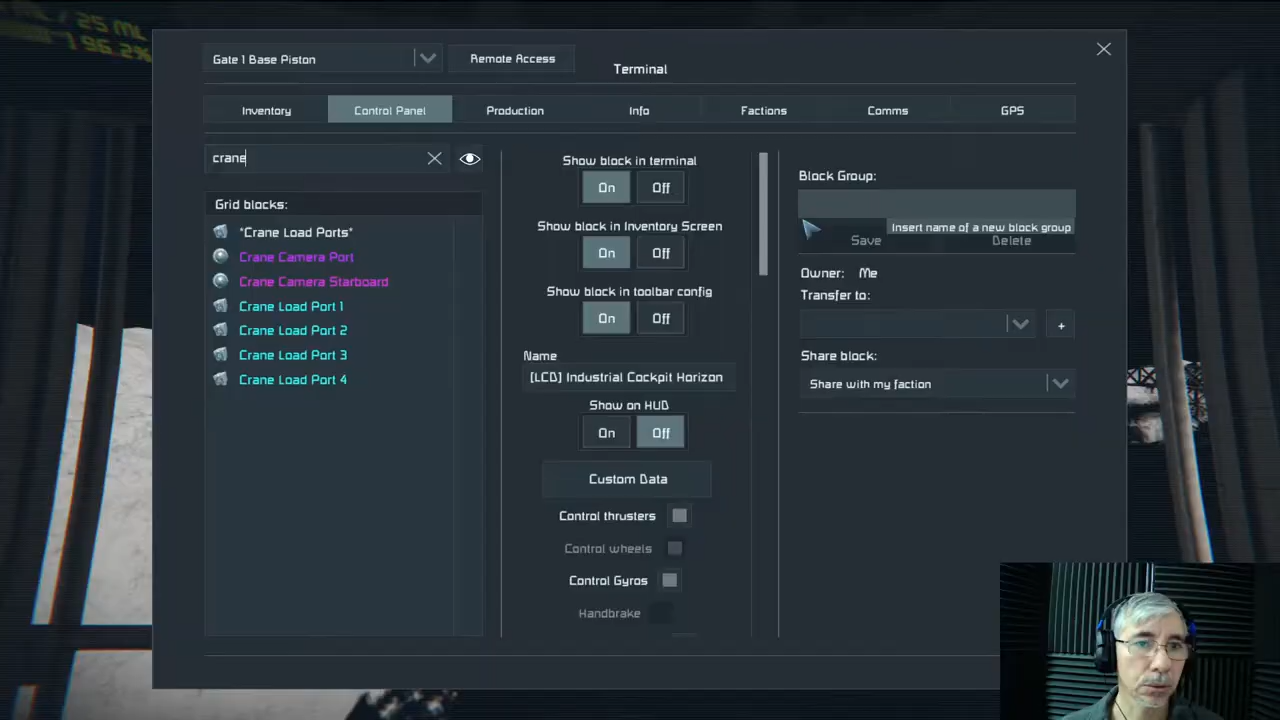 / 25 ML
196.2%
Gate 1 Base Piston
Remote Access
Terminal
Inventory
Control Panel
Production
Info
Factions
Comms
GPS
crane
Grid blocks:
*Crane Load Ports*
Crane Camera Port
Crane Camera Starboard
Crane Load Port 1
Crane Load Port 2
Crane Load Port 3
Crane Load Port 4
Show block in terminal
On Off
Show block in Inventory Screen
On Off
Show block in toolbar config
On Off
Name
[LCD] Industrial Cockpit Horizon
Show on HUD
On Off
Custom Data
Control thrusters
Control wheels
Control Gyros
Handbrake
Block Group:
Insert name of a new block group
Save Delete
Owner: Me
Transfer to:
+
Share block:
Share with my faction